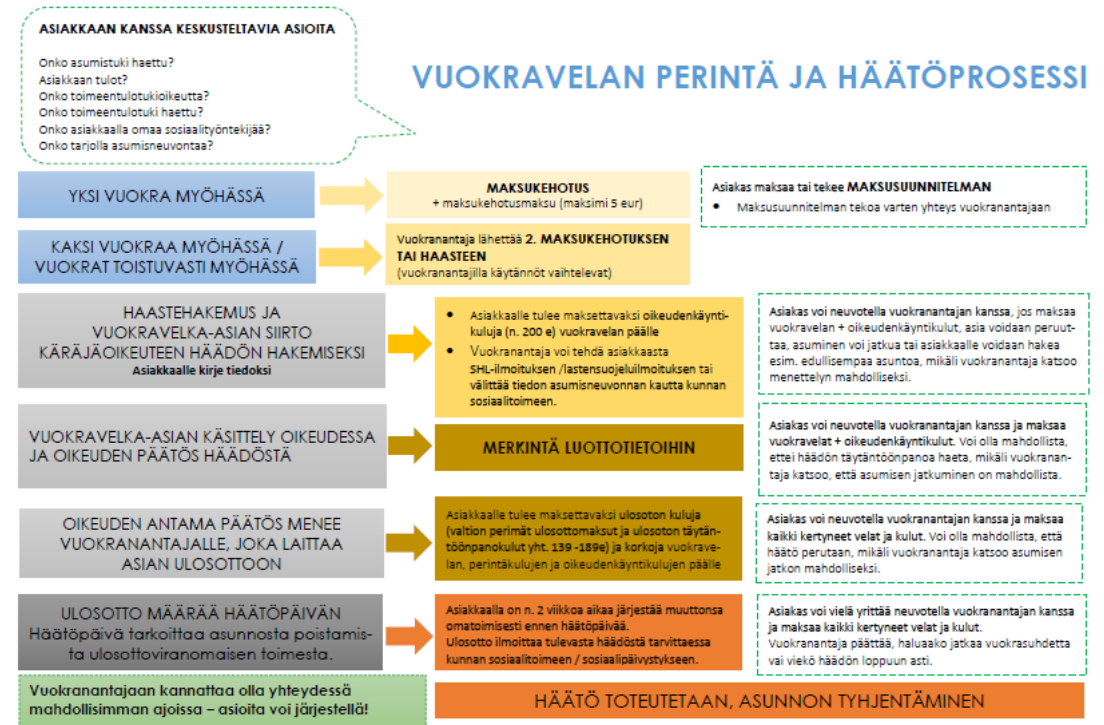 ASIAKKAAN KANSSA KESKUSTELTAVIA ASIOITA
Onko asumistuki haettu?
Asiakkaan tulot?
Onko toimeentulotukioikeutta?
Onko toimeentulotuki haettu?
Onko asiakkaalla omaa sosiaalityöntekijää?
Onko tarjolla asumisneuvontaa?
VUOKRAVELAN PERINTÄ JA HÄÄTÖPROSESSI
YKSI VUOKRA MYÖHÄSSÄ
MAKSUKEHOTUS
+ maksukehotusmaksu (maksimi 5 eur)
Asiakas maksaa tai tekee MAKSUSUUNNITELMAN
• Maksusuunnitelman tekoa varten yhteys vuokranantajaan
KAKSI VUOKRAA MYÖHÄSSÄ /
VUOKRAT TOISTUVASTI MYÖHÄSSÄ
Vuokranantaja lähettää 2. MAKSUKEHOTUKSEN
TAI HAASTEEN
(vuokranantajilla käytännöt vaihtelevat)
HAASTEHAKEMUS JA
VUOKRAVELKA-ASIAN SIIRTO
KÄRÄJÄOIKEUTEEN HÄÄDÖN HAKEMISEKSI
Asiakkaalle kirje tiedoksi
• Asiakkaalle tulee maksettavaksi oikeudenkäynti-
kuluja (n. 200 e) vuokravelan päälle
• Vuokranantaja voi tehdä asiakkaasta
SHL-ilmoituksen /lastensuojeluilmoituksen tai
välittää tiedon asumisneuvonnan kautta kunnan
sosiaalitoimeen.
Asiakas voi neuvotella vuokranantajan kanssa, jos maksaa
vuokravelan + oikeudenkäyntikulut, asia voidaan peruut-
taa, asuminen voi jatkua tai asiakkaalle voidaan hakea
esim. edullisempaa asuntoa, mikäli vuokranantaja katsoo
menettelyn mahdolliseksi.
VUOKRAVELKA-ASIAN KÄSITTELY OIKEUDESSA
JA OIKEUDEN PÄÄTÖS HÄÄDÖSTÄ
MERKINTÄ LUOTTOTIETOIHIN
Asiakas voi neuvotella vuokranantajan kanssa ja maksaa
vuokravelat + oikeudenkäyntikulut. Voi olla mahdollista,
ettei häädön täytäntöönpanoa haeta, mikäli vuokranan-
taja katsoo, että asumisen jatkuminen on mahdollista.
OIKEUDEN ANTAMA PÄÄTÖS MENEE
VUOKRANANTAJALLE, JOKA LAITTAA
ASIAN ULOSOTTOON
Asiakkaalle tulee maksettavaksi ulosoton kuluja
(valtion perimät ulosottomaksut ja ulosoton täytän-
töönpanokulut yht. 139 -189e) ja korkoja vuokrave-
lan, perintäkulujen ja oikeudenkäyntikulujen päälle
Asiakas voi neuvotella vuokranantajan kanssa ja maksaa
kaikki kertyneet velat ja kulut. Voi olla mahdollista, että
häätö perutaan, mikäli vuokranantaja katsoo asumisen
jatkon mahdolliseksi.
ULOSOTTO MÄÄRÄÄ HÄÄTÖPÄIVÄN
Häätöpäivä tarkoittaa asunnosta poistamis-
ta ulosottoviranomaisen toimesta.
Asiakkaalla on n. 2 viikkoa aikaa järjestää muuttonsa
omatoimisesti ennen häätöpäivää.
Ulosotto ilmoittaa tulevasta häädöstä tarvittaessa
kunnan sosiaalitoimeen / sosiaalipäivystykseen.
Asiakas voi vielä yrittää neuvotella vuokranantajan kanssa
ja maksaa kaikki kertyneet velat ja kulut.
Vuokranantaja päättää, haluaako jatkaa vuokrasuhdetta
vai viekö häädön loppuun asti.
Vuokranantajaan kannattaa olla yhteydessä
mahdollisimman ajoissa – asioita voi järjestellä!
HÄÄTÖ TOTEUTETAAN, ASUNNON TYHJENTÄMINEN